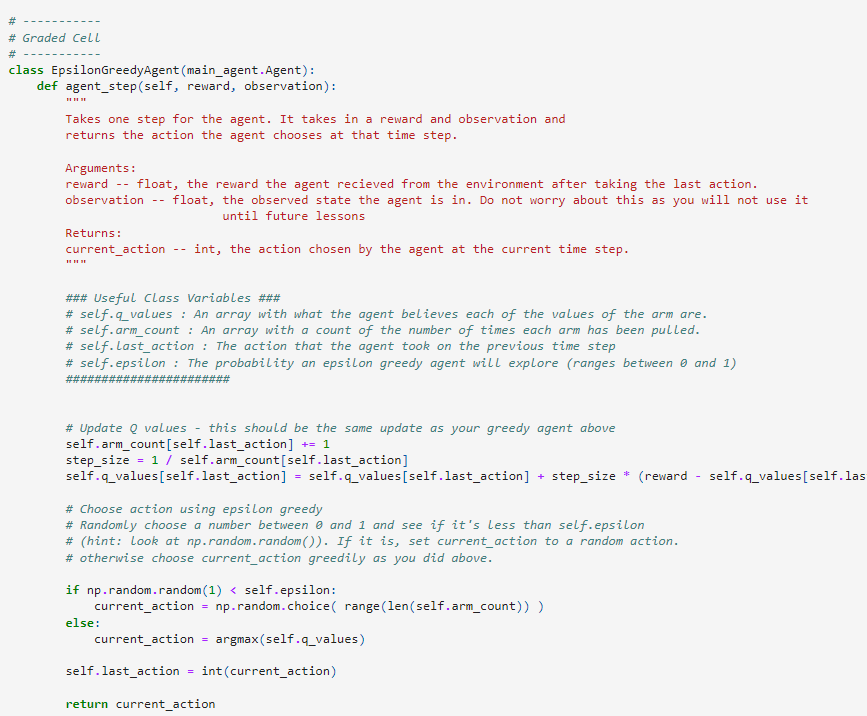 # -----------
# Graded Cell
# -----------
class EpsilonGreedyAgent(main_agent.Agent):
    def agent_step(self, reward, observation):
        """
        Takes one step for the agent. It takes in a reward and observation and
        returns the action the agent chooses at that time step.

        Arguments:
        reward -- float, the reward the agent recieved from the environment after taking the last action.
        observation -- float, the observed state the agent is in. Do not worry about this as you will not use it
                              until future lessons
        Returns:
        current_action -- int, the action chosen by the agent at the current time step.
        """

        ### Useful Class Variables ###
        # self.q_values : An array with what the agent believes each of the values of the arm are.
        # self.arm_count : An array with a count of the number of times each arm has been pulled.
        # self.last_action : The action that the agent took on the previous time step
        # self.epsilon : The probability an epsilon greedy agent will explore (ranges between 0 and 1)
        #######################

        # Update Q values - this should be the same update as your greedy agent above
        self.arm_count[self.last_action] += 1
        step_size = 1 / self.arm_count[self.last_action]
        self.q_values[self.last_action] = self.q_values[self.last_action] + step_size * (reward - self.q_values[self.las

        # Choose action using epsilon greedy
        # Randomly choose a number between 0 and 1 and see if it's less than self.epsilon
        # (hint: look at np.random.random()). If it is, set current_action to a random action.
        # otherwise choose current_action greedily as you did above.

        if np.random.random(1) < self.epsilon:
            current_action = np.random.choice( range(len(self.arm_count)) )
        else:
            current_action = argmax(self.q_values)

        self.last_action = int(current_action)

        return current_action